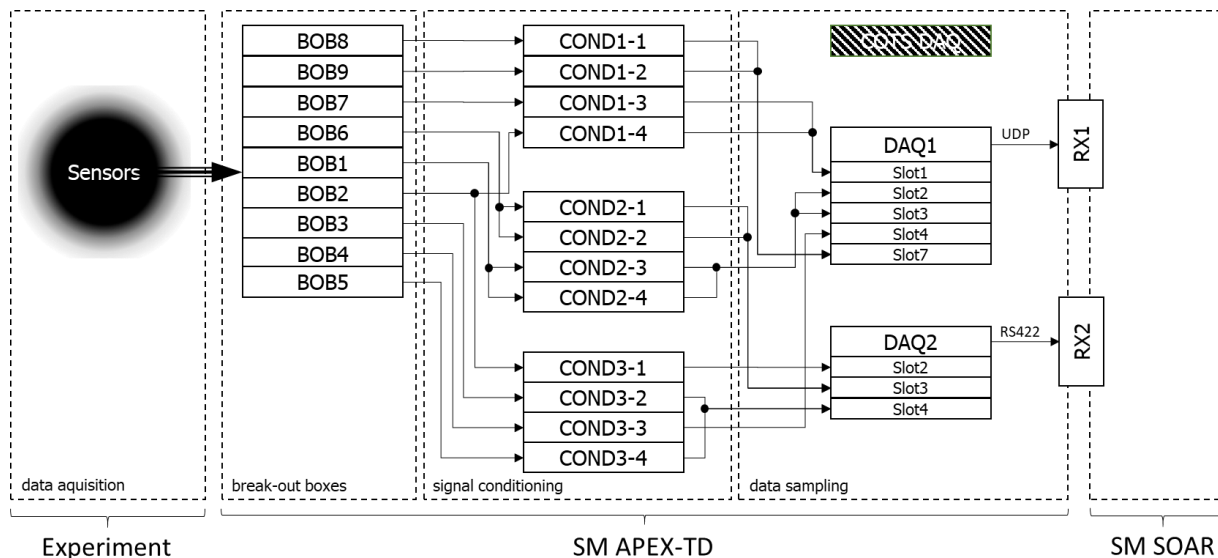 Sensors
data aquisition
Experiment
BOB8
BOB9
BOB7
BOB6
BOB1
BOB2
BOB3
BOB4
BOB5
break-out boxes
COND1-1
COND1-2
COND1-3
COND1-4
COND2-1
COND2-2
COND2-3
COND2-4
COND3-1
COND3-2
COND3-3
COND3-4
signal conditioning
COTS DAQ
DAQ1
Slot1
Slot2
Slot3
Slot4
Slot7
UDP
RX1
DAQ2
Slot2
Slot3
Slot4
RS422
RX2
data sampling
SM APEX-TD
SM SOAR